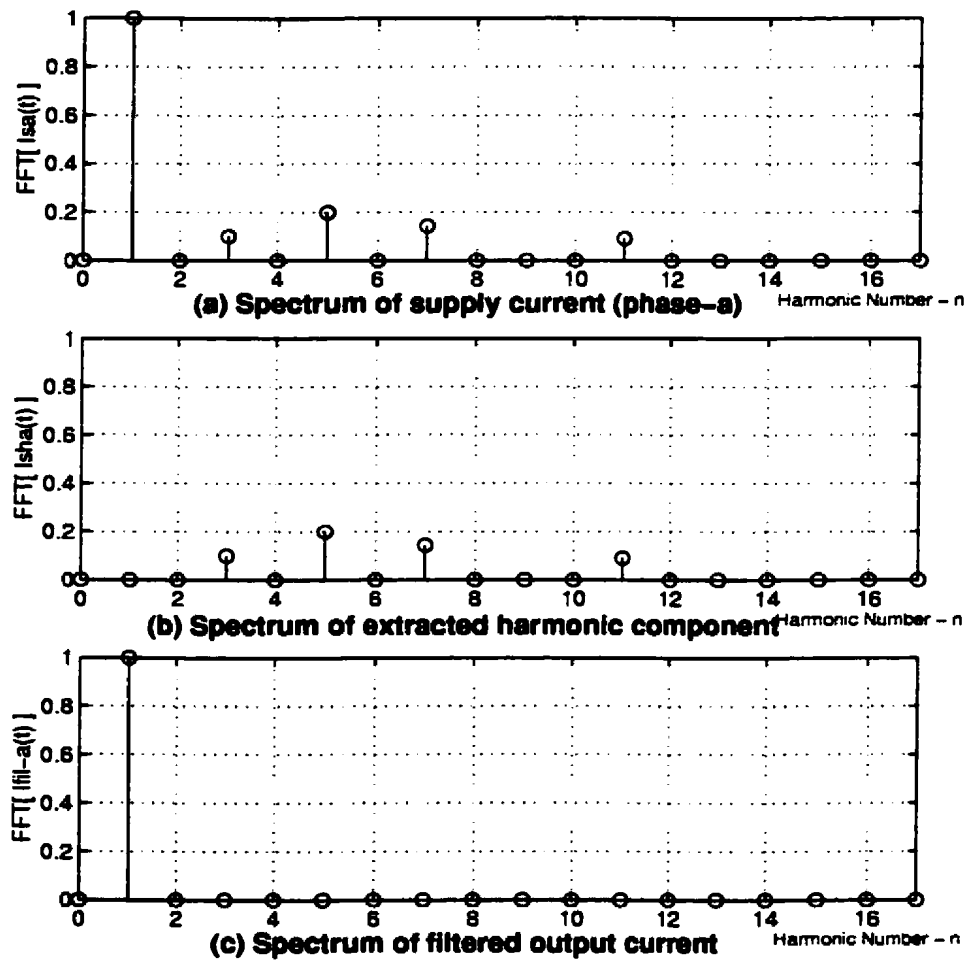 FFT[ Isa(t) ]
1
0.8
0.6
0.4
0.2
0
0 2 4 6 8 10 12 14 16
Harmonic Number - n
(a) Spectrum of supply current (phase-a)
FFT[ Isha(t) ]
1
0.8
0.6
0.4
0.2
0
0 2 4 6 8 10 12 14 16
Harmonic Number - n
(b) Spectrum of extracted harmonic component
FFT[ Ifil-a(t) ]
1
0.8
0.6
0.4
0.2
0
0 2 4 6 8 10 12 14 16
Harmonic Number - n
(c) Spectrum of filtered output current